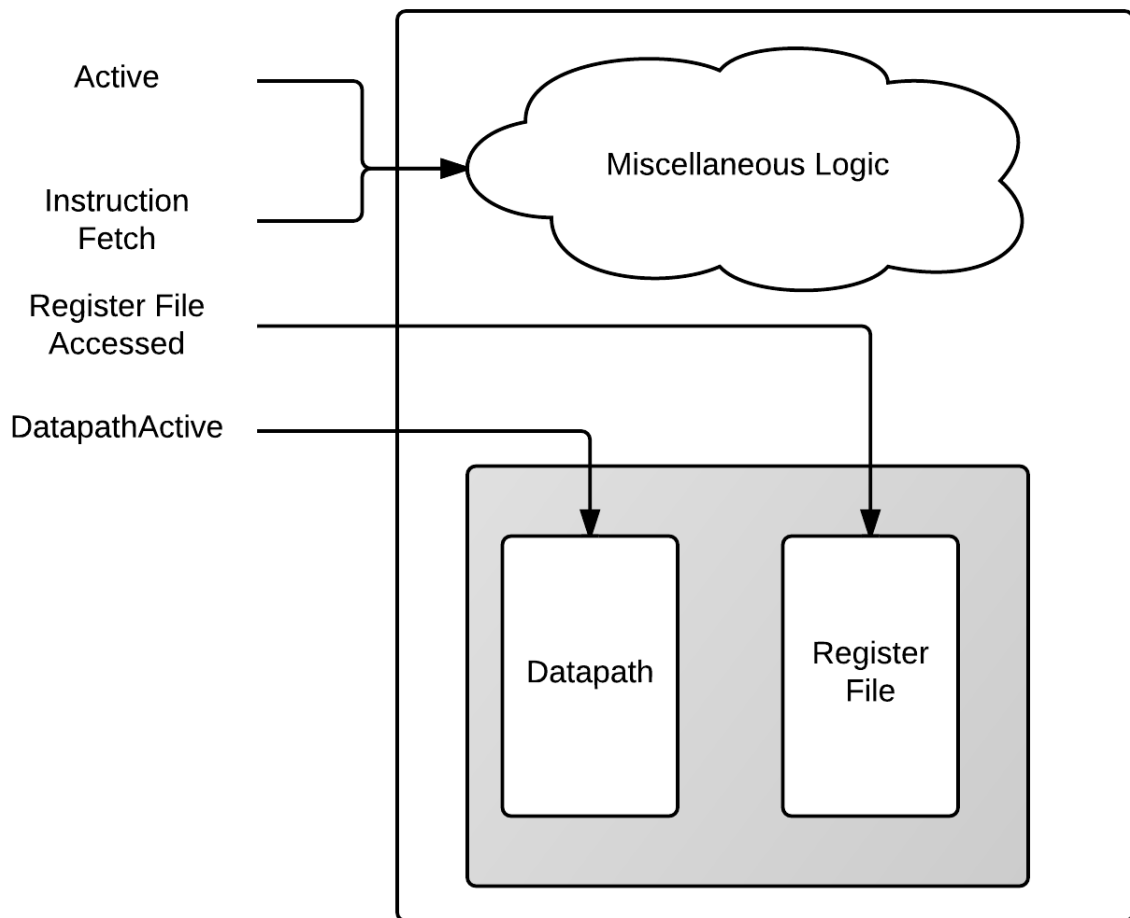 Active
Miscellaneous Logic
Instruction
Fetch
Register File
Accessed
DatapathActive
Datapath
Register
File